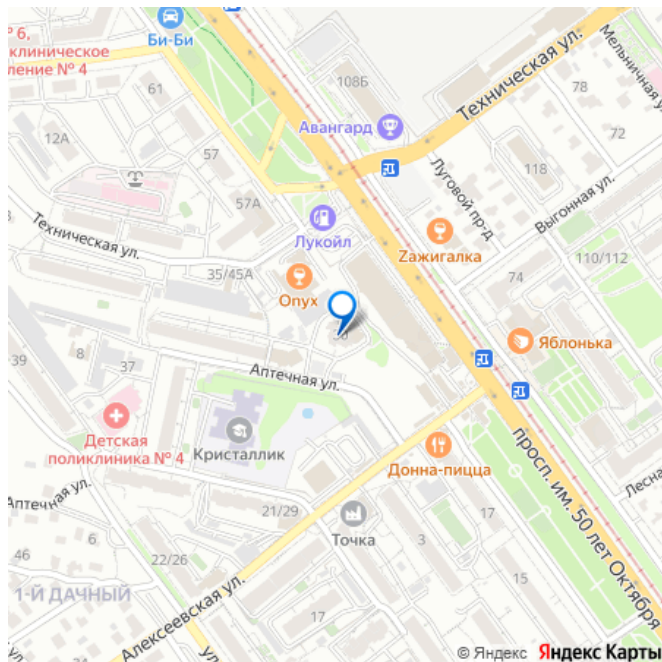 № 6,
клиническое
ление № 4
Би-Би
61
108Б
Техническая ул.
Мельничная у
78
72
Авангард
12А
57
118
Луговой пр-д
57А
Выгонная ул.
Техническая ул.
Лукойл
Zажигалка
35/45А
Опух
74
110/112
Яблонька
39
8
37
Аптечная ул.
Детская
поликлиника № 4
Кристаллик
Донна-пицца
просп. им. 50 лет Октября
Лесна
Аптечная ул.
21/29
Точка
17
3
46
6
22/26
15
1-Й ДАЧНЫЙ
17
Алексеевская ул.
ул
© Яндекс Яндекс Карты